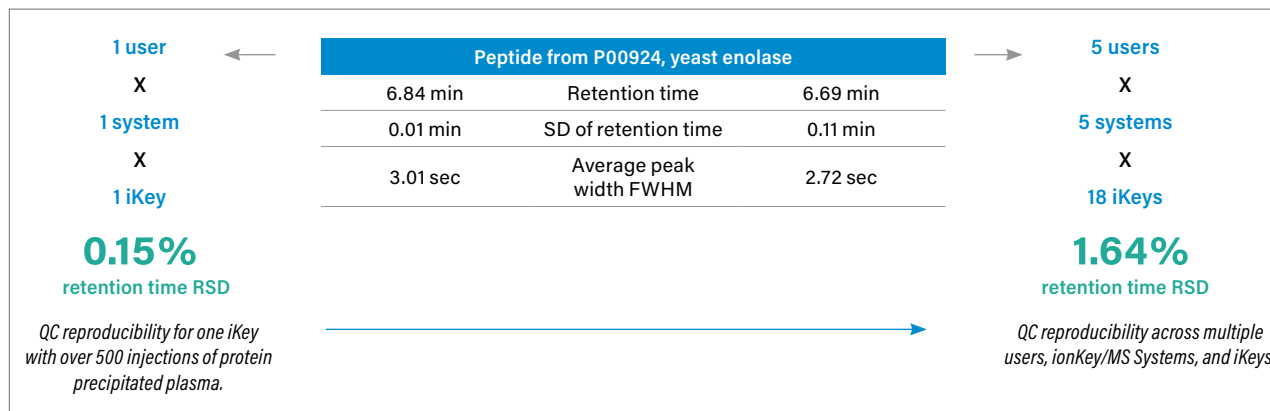 1 user
X
1 system
X
1 iKey
0.15%
retention time RSD
QC reproducibility for one iKey
with over 500 injections of protein
precipitated plasma.
Peptide from P00924, yeast enolase
6.84 min Retention time 6.69 min
0.01 min SD of retention time 0.11 min
3.01 sec Average peak
width FWHM 2.72 sec
5 users
X
5 systems
X
18 iKeys
1.64%
retention time RSD
QC reproducibility across multiple
users, ionKey/MS Systems, and iKeys